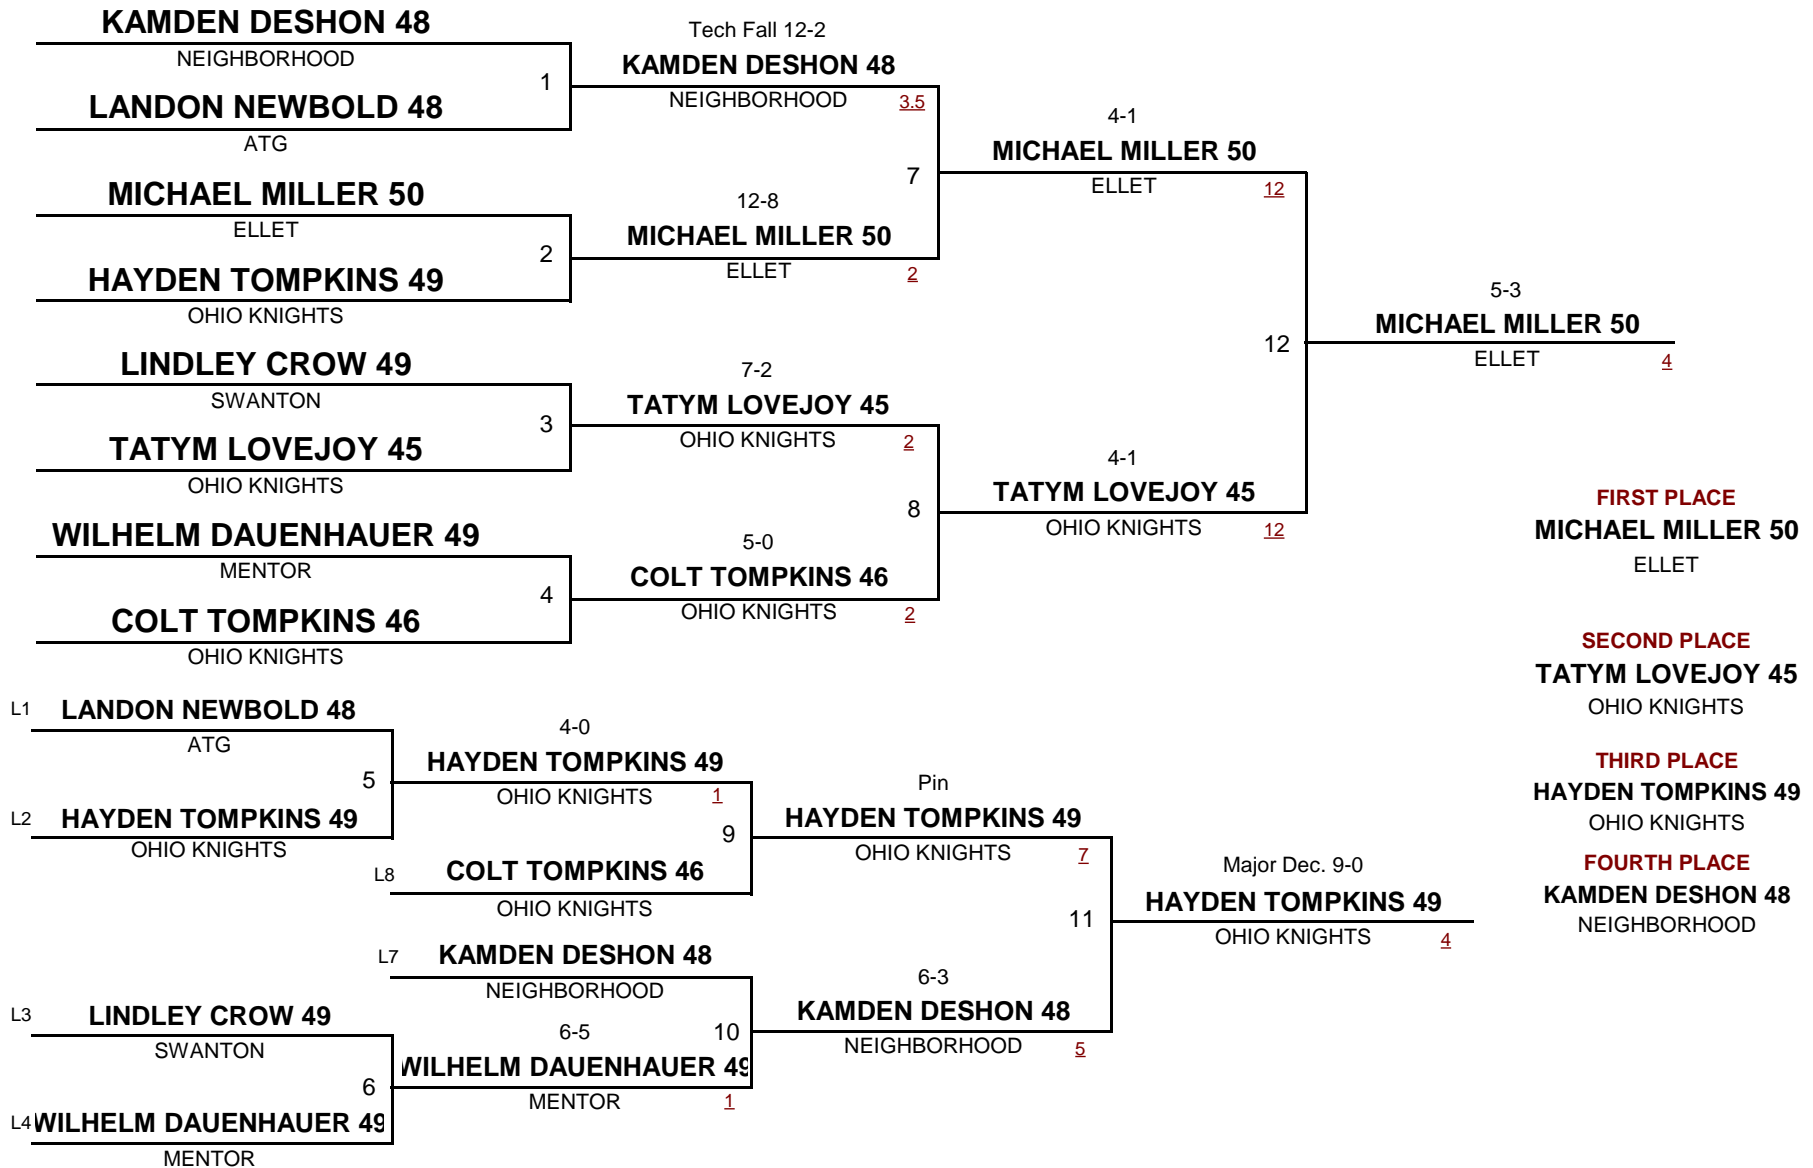 KAMDEN DESHON 48
NEIGHBORHOOD
1
LANDON NEWBOLD 48
ATG
MICHAEL MILLER 50
ELLET
2
HAYDEN TOMPKINS 49
OHIO KNIGHTS
LINDLEY CROW 49
SWANTON
3
TATYM LOVEJOY 45
OHIO KNIGHTS
WILHELM DAUENHAUER 49
MENTOR
4
COLT TOMPKINS 46
OHIO KNIGHTS
Tech Fall 12-2
KAMDEN DESHON 48
NEIGHBORHOOD 3.5
7
12-8
MICHAEL MILLER 50
ELLET 2
7-2
TATYM LOVEJOY 45
OHIO KNIGHTS 2
8
5-0
COLT TOMPKINS 46
OHIO KNIGHTS 2
4-1
MICHAEL MILLER 50
ELLET 12
12
4-1
TATYM LOVEJOY 45
OHIO KNIGHTS 12
5-3
MICHAEL MILLER 50
ELLET 4
L1 LANDON NEWBOLD 48
ATG
5
L2 HAYDEN TOMPKINS 49
OHIO KNIGHTS
L3 LINDLEY CROW 49
SWANTON
6
L4 WILHELM DAUENHAUER 49
MENTOR
4-0
HAYDEN TOMPKINS 49
OHIO KNIGHTS 1
9
L8 COLT TOMPKINS 46
OHIO KNIGHTS
L7 KAMDEN DESHON 48
NEIGHBORHOOD
10
6-5
WILHELM DAUENHAUER 49
MENTOR 1
Pin
HAYDEN TOMPKINS 49
OHIO KNIGHTS 7
11
6-3
KAMDEN DESHON 48
NEIGHBORHOOD 5
Major Dec. 9-0
HAYDEN TOMPKINS 49
OHIO KNIGHTS 4
FIRST PLACE
MICHAEL MILLER 50
ELLET
SECOND PLACE
TATYM LOVEJOY 45
OHIO KNIGHTS
THIRD PLACE
HAYDEN TOMPKINS 49
OHIO KNIGHTS
FOURTH PLACE
KAMDEN DESHON 48
NEIGHBORHOOD